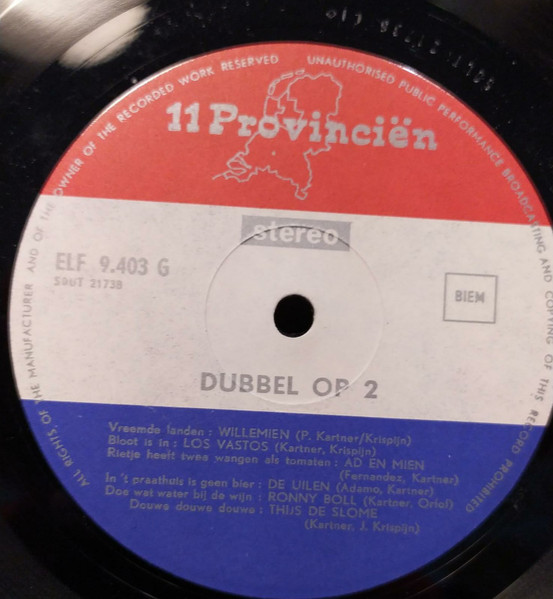 ALL RIGHTS OF THE MANUFACTURER AND OF THE OWNER OF THE RECORDED WORK RESERVED
UNAUTHORISED PUBLIC PERFORMANCE BROADCASTING AND COPYING OF THIS RECORD PROHIBITED
11 Provinciën
stereo
ELF 9.403 G
SOUT 21738
BIEM
DUBBEL OP 2
Vreemde landen : WILLEMIEN (P. Kartner/Krispijn)
Bloot is in : LOS VASTOS (Kartner, Krispijn)
Rietje heeft twee wangen als tomaten : AD EN MIEN
(Fernandez, Kartner)
In 't praathuis is geen bier : DE UILEN (Adamo, Kartner)
Doe wat water bij de wijn : RONNY BOLL (Kartner, Orlof)
Douwe douwe douwe : THIJS DE SLOME
(Kartner, J. Krispijn)